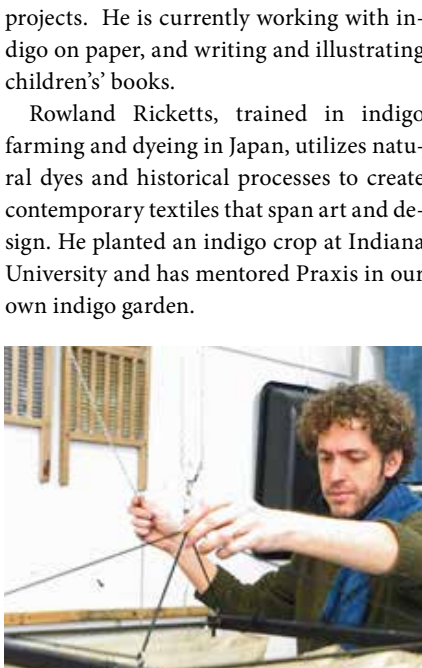 projects.  He is currently working with in-
digo on paper, and writing and illustrating
children's' books.
Rowland Ricketts, trained in indigo
farming and dyeing in Japan, utilizes natu-
ral dyes and historical processes to create
contemporary textiles that span art and de-
sign. He planted an indigo crop at Indiana
University and has mentored Praxis in our
own indigo garden.